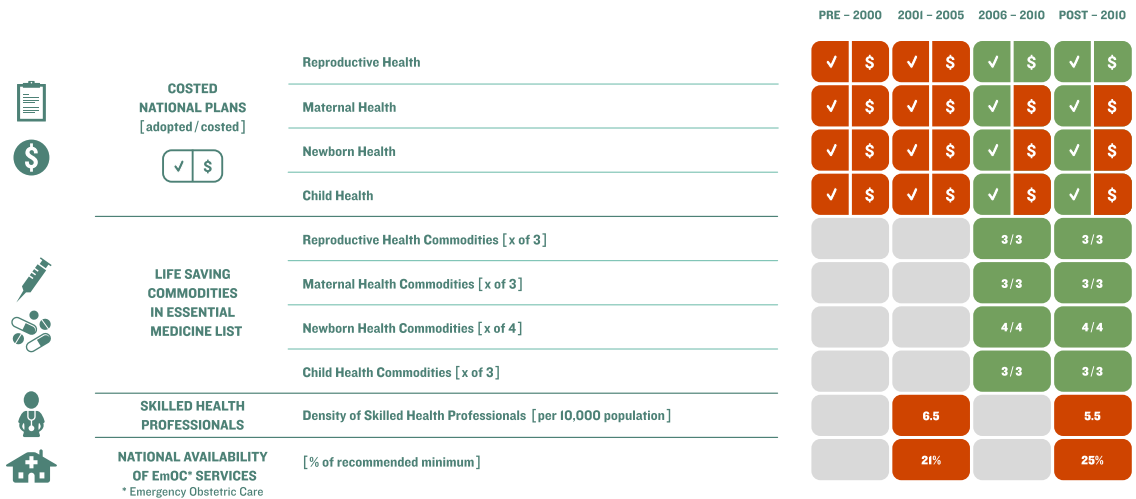 PRE – 2000 2001 – 2005 2006 – 2010 POST – 2010
COSTED
NATIONAL PLANS
[adopted / costed]
✓ $
$
Reproductive Health ✓ $ ✓ $ ✓ $ ✓ $
Maternal Health ✓ $ ✓ $ ✓ $ ✓ $
Newborn Health ✓ $ ✓ $ ✓ $ ✓ $
Child Health ✓ $ ✓ $ ✓ $ ✓ $
LIFE SAVING
COMMODITIES
IN ESSENTIAL
MEDICINE LIST
Reproductive Health Commodities [x of 3] 3/3 3/3
Maternal Health Commodities [x of 3] 3/3 3/3
Newborn Health Commodities [x of 4] 4/4 4/4
Child Health Commodities [x of 3] 3/3 3/3
SKILLED HEALTH
PROFESSIONALS
Density of Skilled Health Professionals [per 10,000 population] 6.5 5.5
NATIONAL AVAILABILITY
OF EmOC* SERVICES
* Emergency Obstetric Care
[% of recommended minimum] 21% 25%